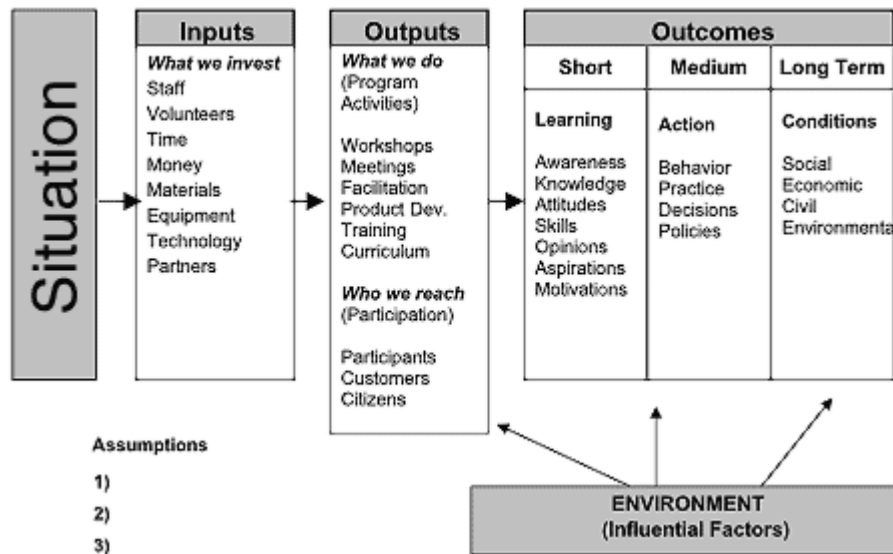 Situation
Inputs
What we invest
Staff
Volunteers
Time
Money
Materials
Equipment
Technology
Partners
Outputs
What we do
(Program
Activities)
Workshops
Meetings
Facilitation
Product Dev.
Training
Curriculum
Who we reach
(Participation)
Participants
Customers
Citizens
Outcomes
Short
Learning
Awareness
Knowledge
Attitudes
Skills
Opinions
Aspirations
Motivations
Medium
Action
Behavior
Practice
Decisions
Policies
Long Term
Conditions
Social
Economic
Civil
Environmenta
Assumptions
1)
2)
3)
ENVIRONMENT
(Influential Factors)